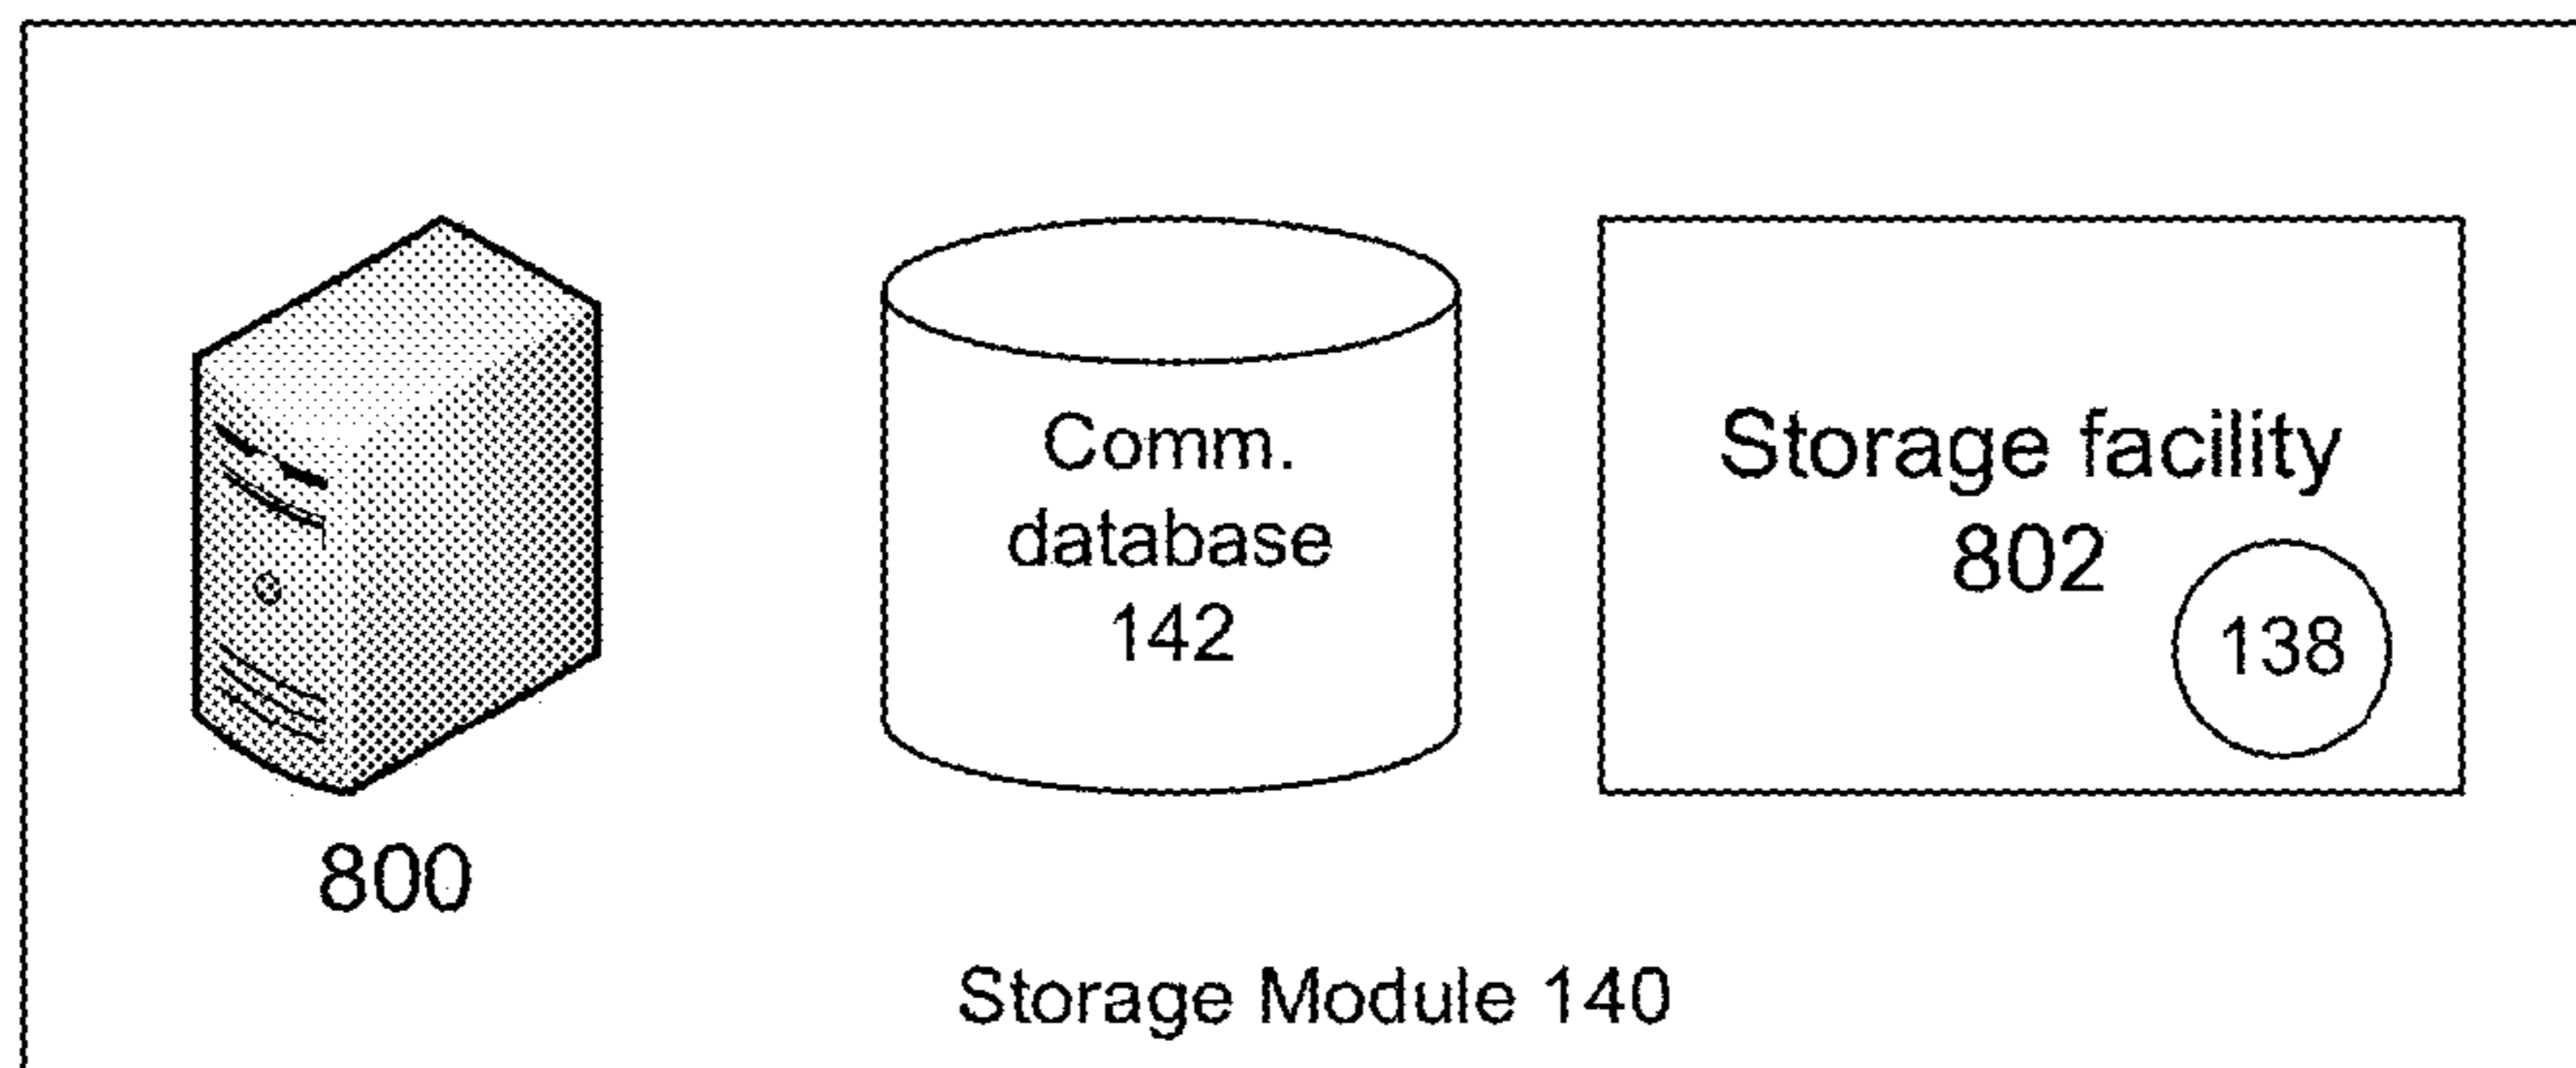 800
Comm.
database
142
Storage facility
802
138
Storage Module 140